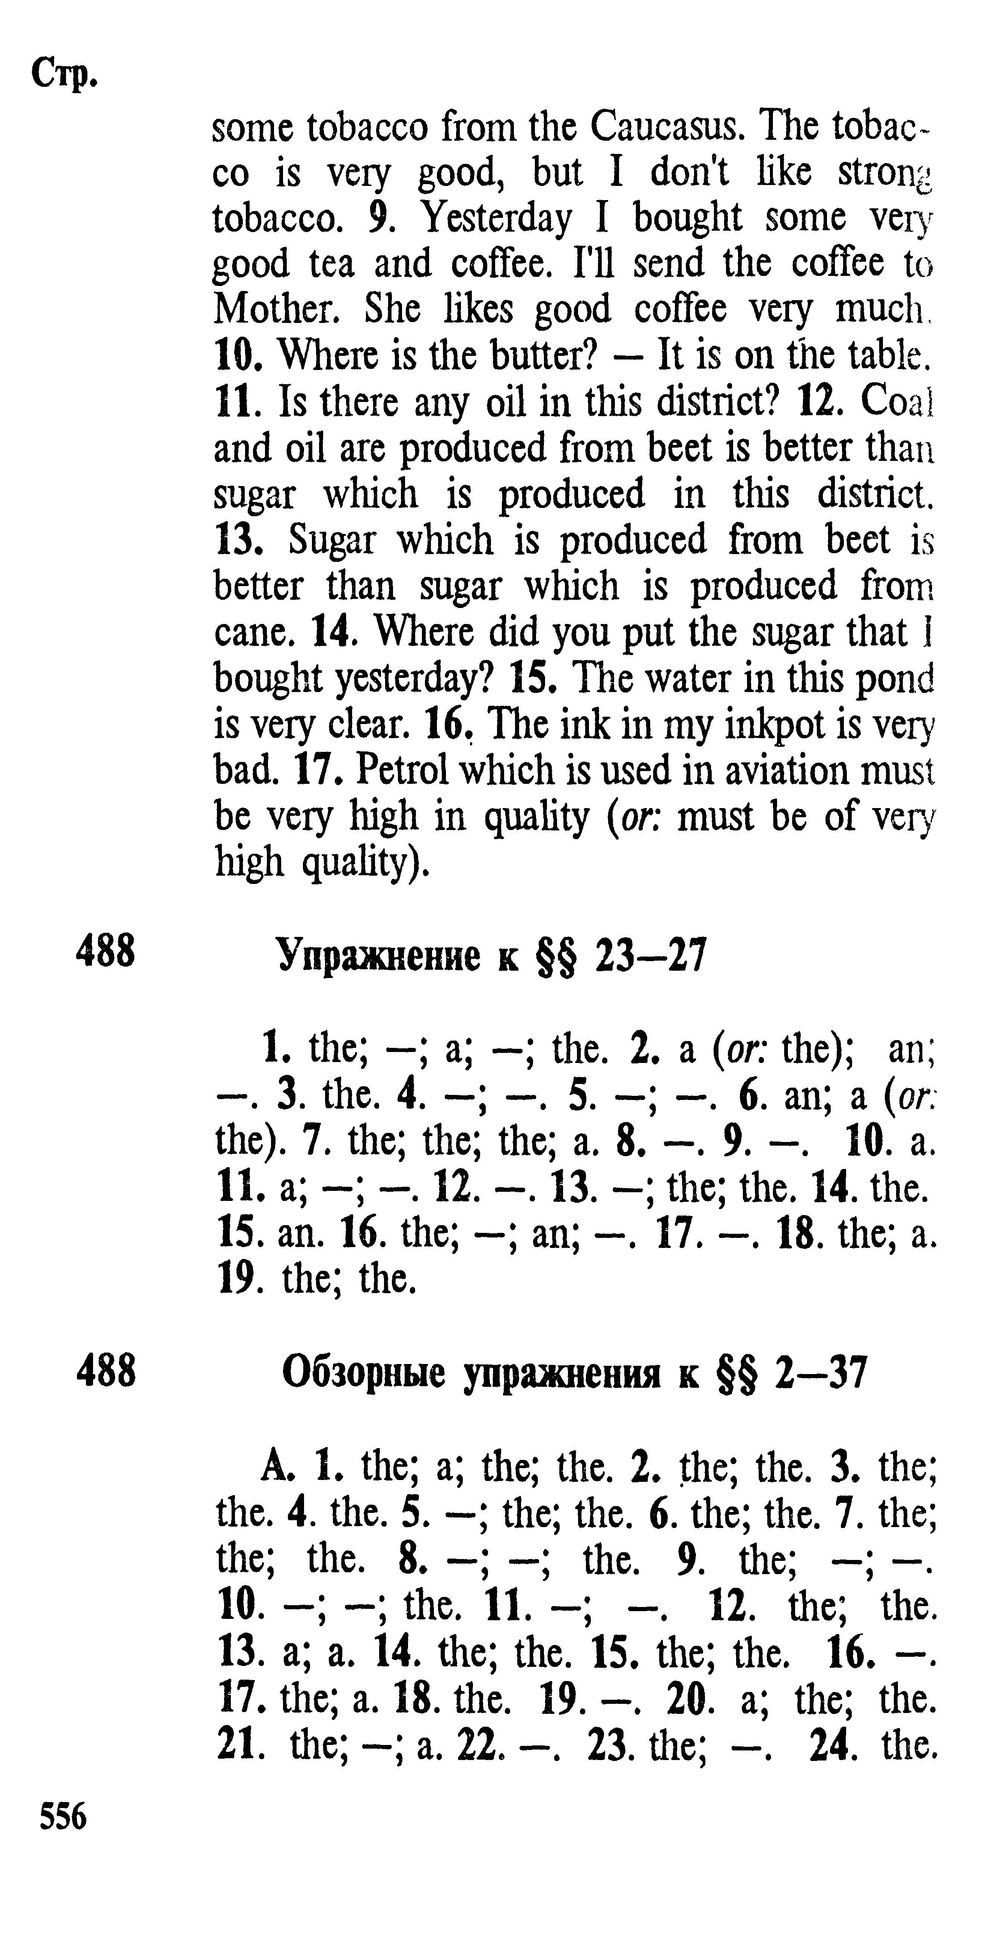 Стр.
some tobacco from the Caucasus. The tobac-
co is very good, but I don't like strong
tobacco. 9. Yesterday I bought some very
good tea and coffee. I'll send the coffee to
Mother. She likes good coffee very much.
10. Where is the butter? — It is on the table.
11. Is there any oil in this district? 12. Coal
and oil are produced from beet is better than
sugar which is produced in this district.
13. Sugar which is produced from beet is
better than sugar which is produced from
cane. 14. Where did you put the sugar that I
bought yesterday? 15. The water in this pond
is very clear. 16. The ink in my inkpot is very
bad. 17. Petrol which is used in aviation must
be very high in quality (or: must be of very
high quality).
488 Упражнение к §§ 23—27
1. the; —; a; —; the. 2. a (or: the); an;
—. 3. the. 4. —; —. 5. —; —. 6. an; a (or:
the). 7. the; the; the; a. 8. —. 9. —. 10. a.
11. a; —; —. 12. —. 13. —; the; the. 14. the.
15. an. 16. the; —; an; —. 17. —. 18. the; a.
19. the; the.
488 Обзорные упражнения к §§ 2—37
A. 1. the; a; the; the. 2. the; the. 3. the;
the. 4. the. 5. —; the; the. 6. the; the. 7. the;
the; the. 8. —; —; the. 9. the; —; —.
10. —; —; the. 11. —; —. 12. the; the.
13. a; a. 14. the; the. 15. the; the. 16. —.
17. the; a. 18. the. 19. —. 20. a; the; the.
21. the; —; a. 22. —. 23. the; —. 24. the.
556